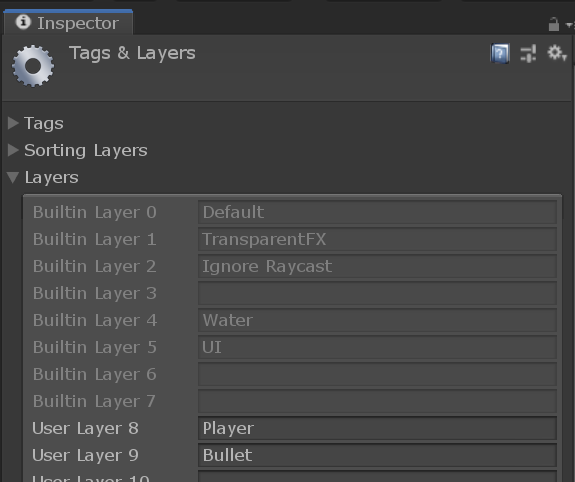 Inspector
Tags & Layers
Tags
Sorting Layers
Layers
Builtin Layer 0 Default
Builtin Layer 1 TransparentFX
Builtin Layer 2 Ignore Raycast
Builtin Layer 3
Builtin Layer 4 Water
Builtin Layer 5 UI
Builtin Layer 6
Builtin Layer 7
User Layer 8 Player
User Layer 9 Bullet
User Layer 10